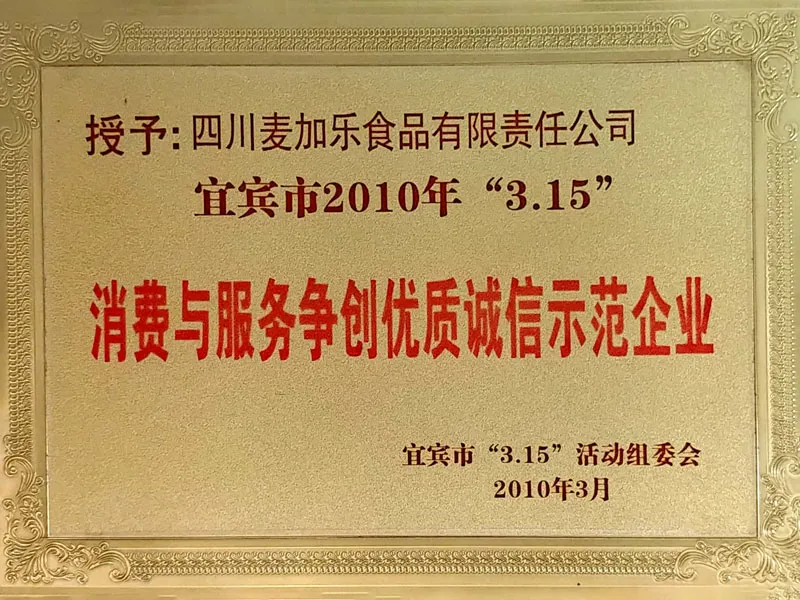 授予:四川麦加乐食品有限责任公司
宜宾市2010年“3.15”
消费与服务争创优质诚信示范企业
宜宾市“3.15”活动组委会
2010年3月